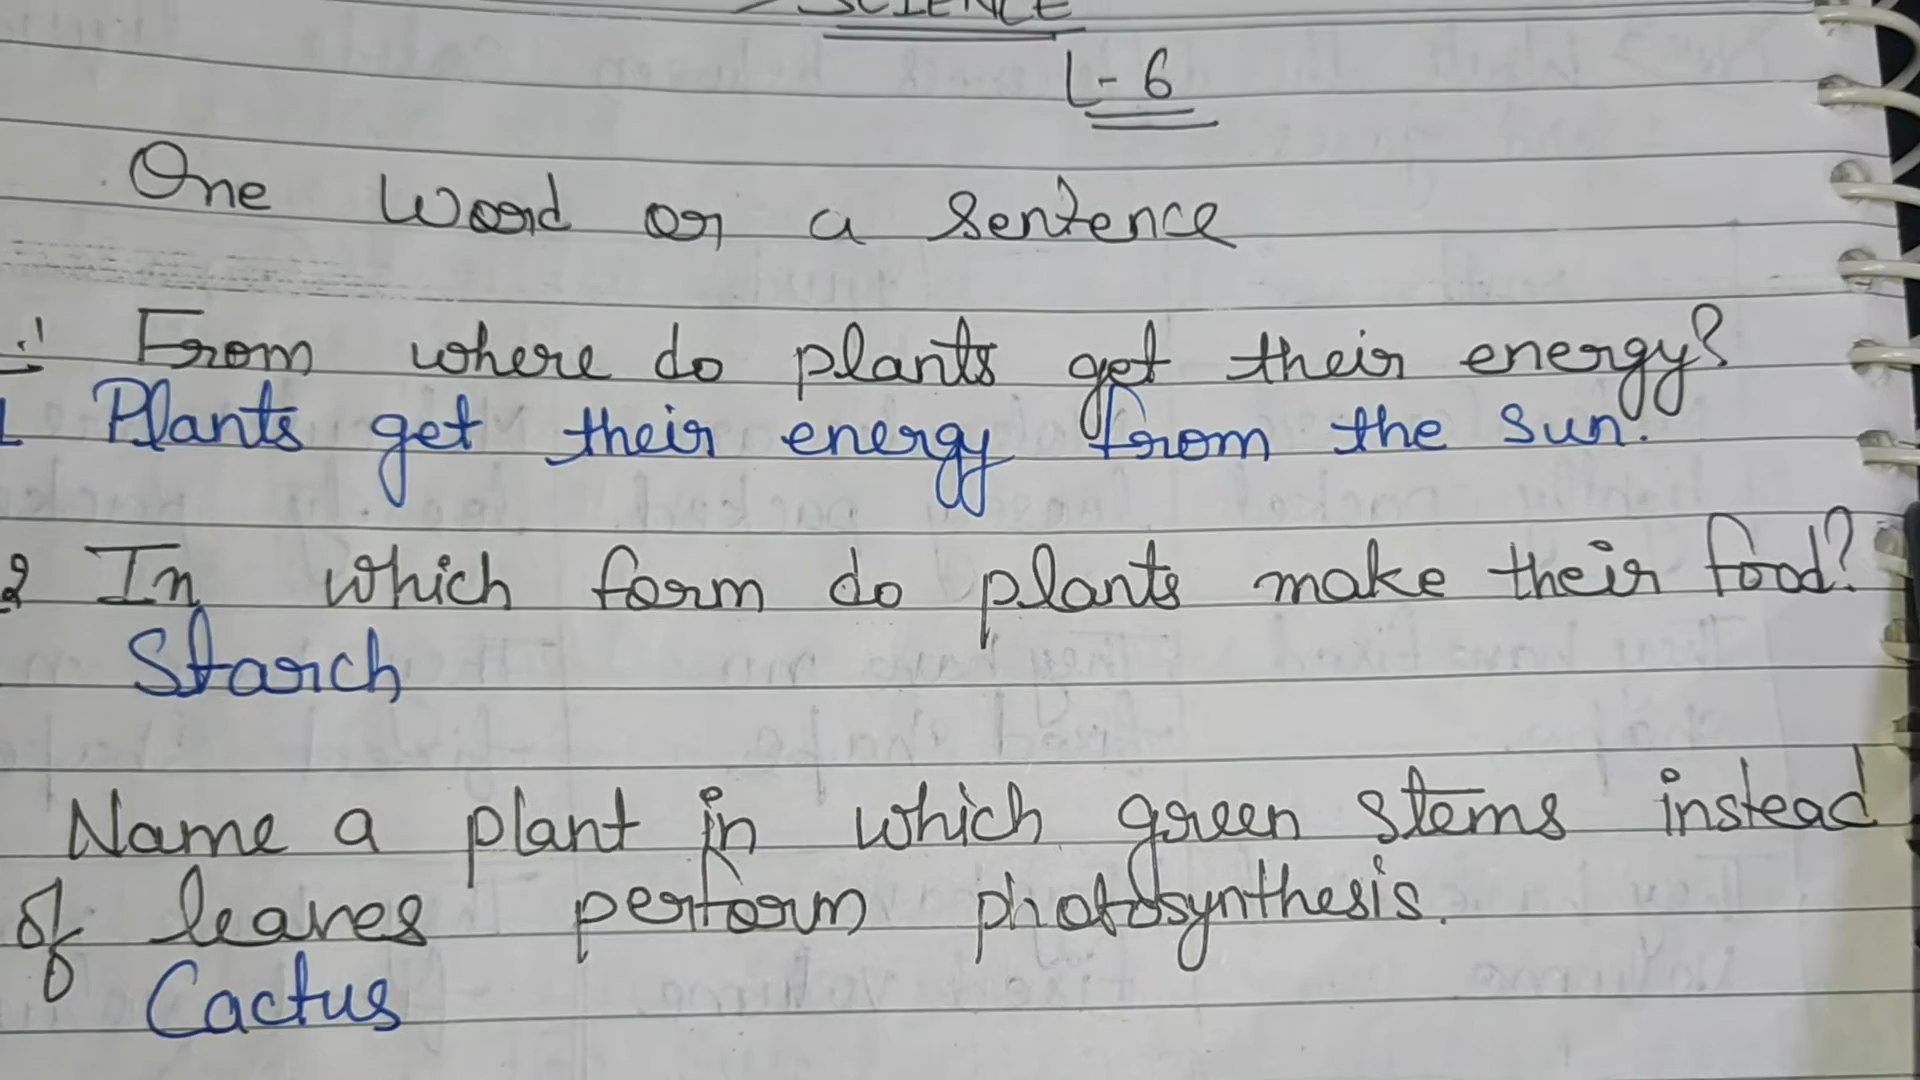 SCIENCE
L-6
One Word or a Sentence
From where do plants get their energy?
Plants get their energy from the sun.
2 In which form do plants make their food?
Starch
Name a plant in which green stems instead
of leaves perform photosynthesis.
Cactus